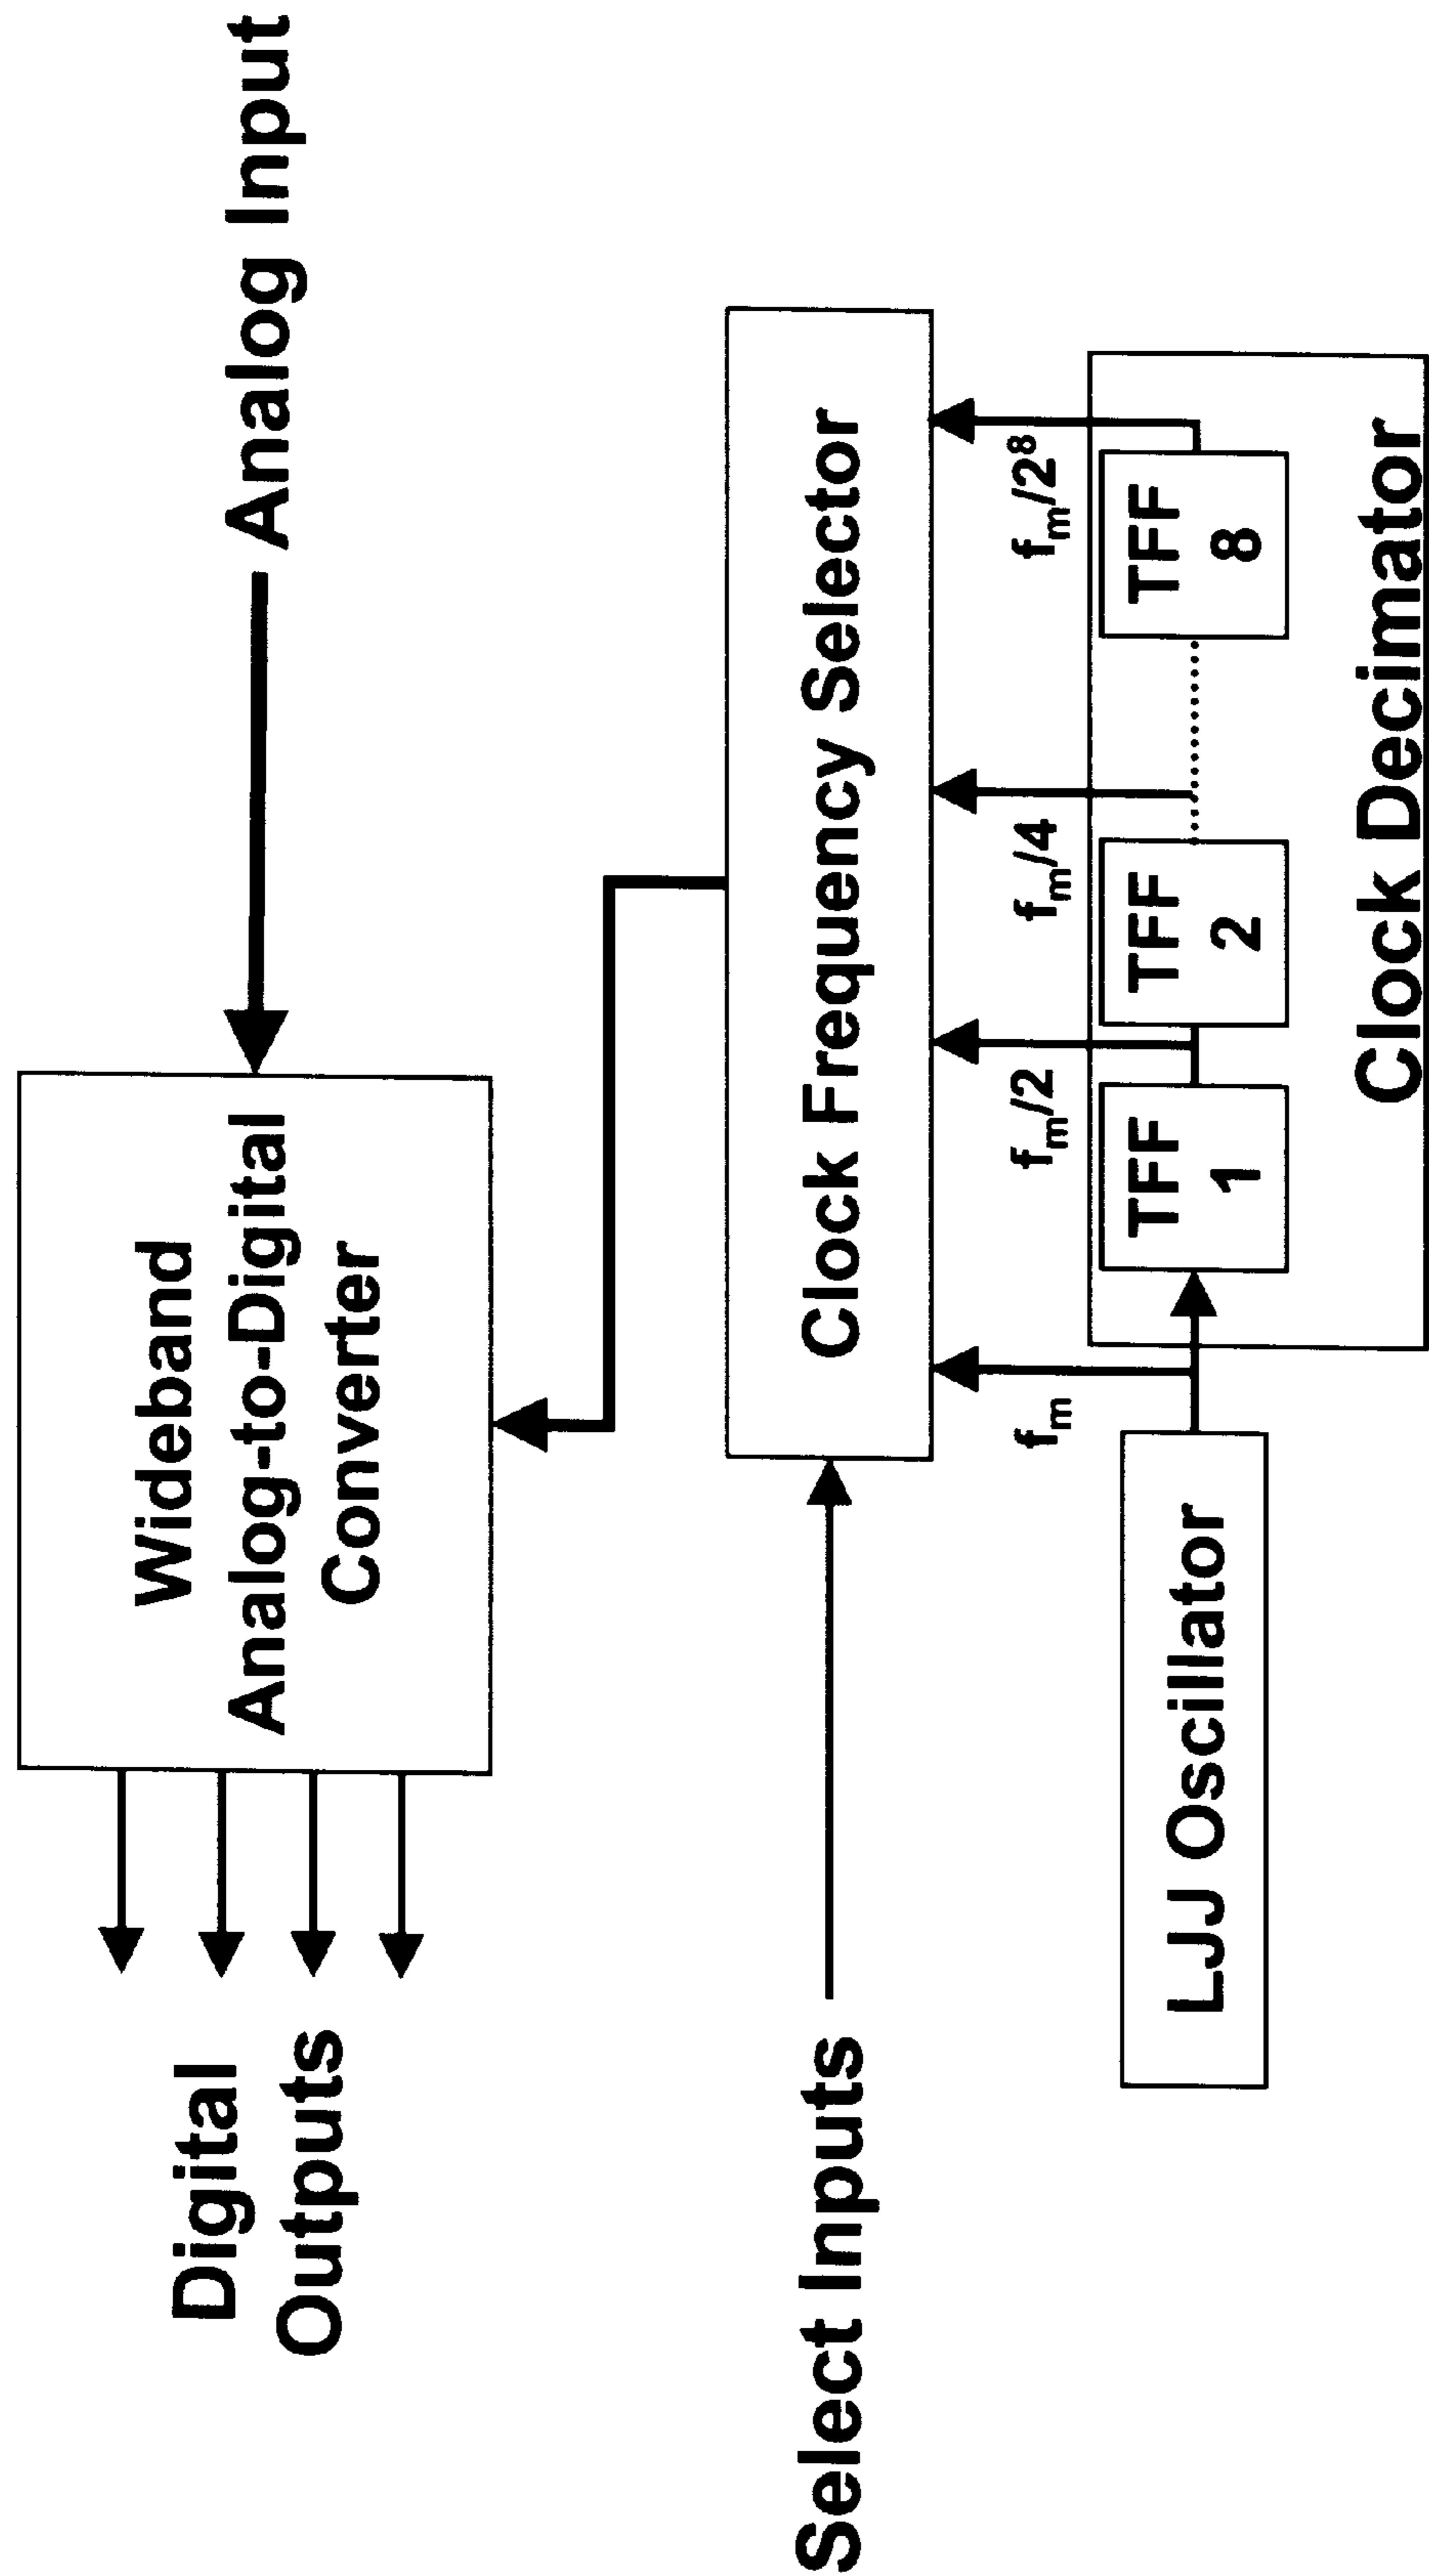 Digital
Outputs
Wideband
Analog-to-Digital
Converter
Analog Input
Select Inputs
Clock Frequency Selector
fₘ
fₘ/2
fₘ/4
fₘ/2⁸
LJJ Oscillator
TFF
1
TFF
2
TFF
8
Clock Decimator